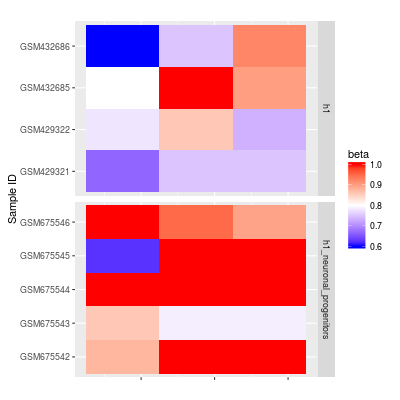 Sample ID
GSM432686
GSM432685
GSM429322
GSM429321
h1
GSM675546
GSM675545
GSM675544
GSM675543
GSM675542
h1_neuronal_progenitors
beta
1.0
0.9
0.8
0.7
0.6